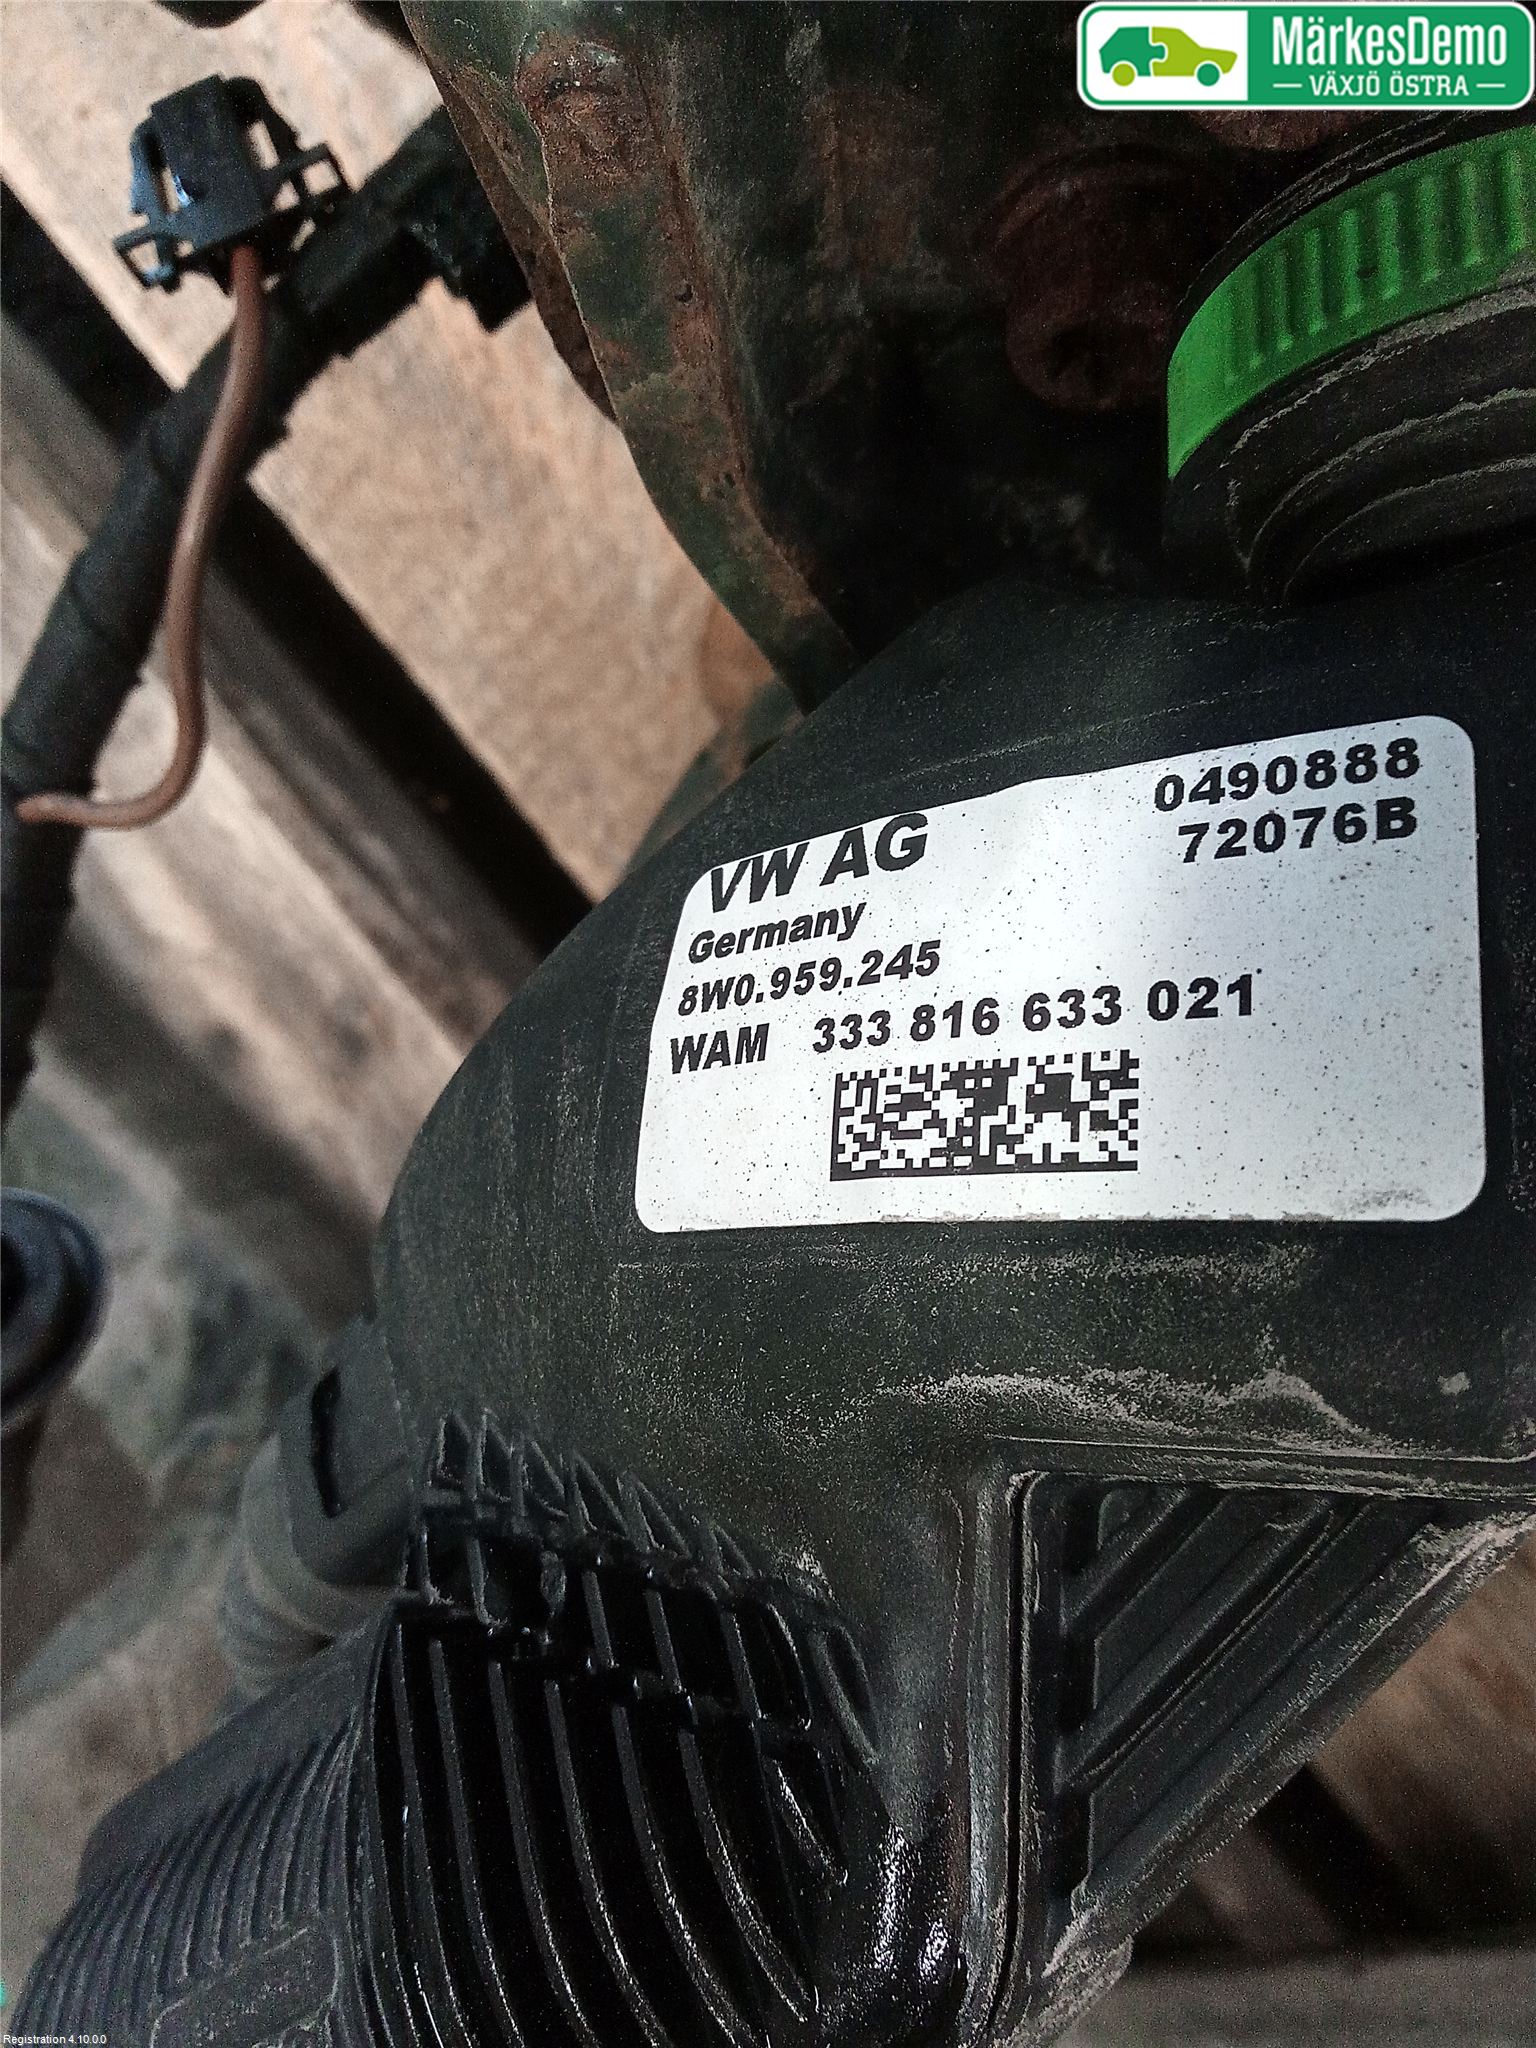 MärkesDemo
— VÄXJÖ ÖSTRA —
0490888
72076B
VW AG
Germany
8W0.959.245
WAM 333 816 633 021
Registration 4.10.0.0